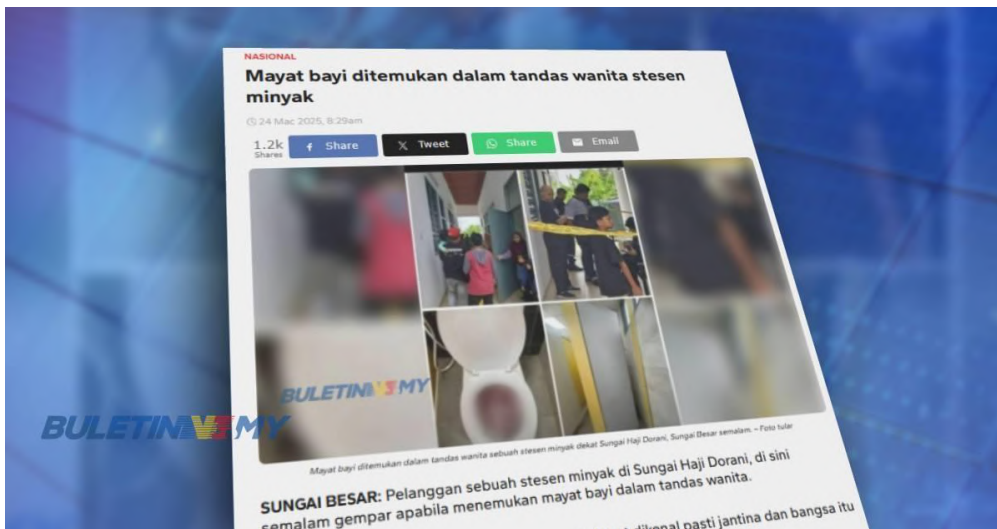 NASIONAL
Mayat bayi ditemukan dalam tandas wanita stesen
minyak
24 Mac 2025, 8:29am
1.2k
Shares
Share
Tweet
Share
Email
BULETIN TV3.MY
BULETIN TV3.MY
Mayat bayi ditemukan dalam tandas wanita sebuah stesen minyak dekat Sungai Haji Dorani, Sungai Besar semalam. – Foto tular
SUNGAI BESAR: Pelanggan sebuah stesen minyak di Sungai Haji Dorani, di sini
semalam gempar apabila menemukan mayat bayi dalam tandas wanita.
dikenal pasti jantina dan bangsa itu